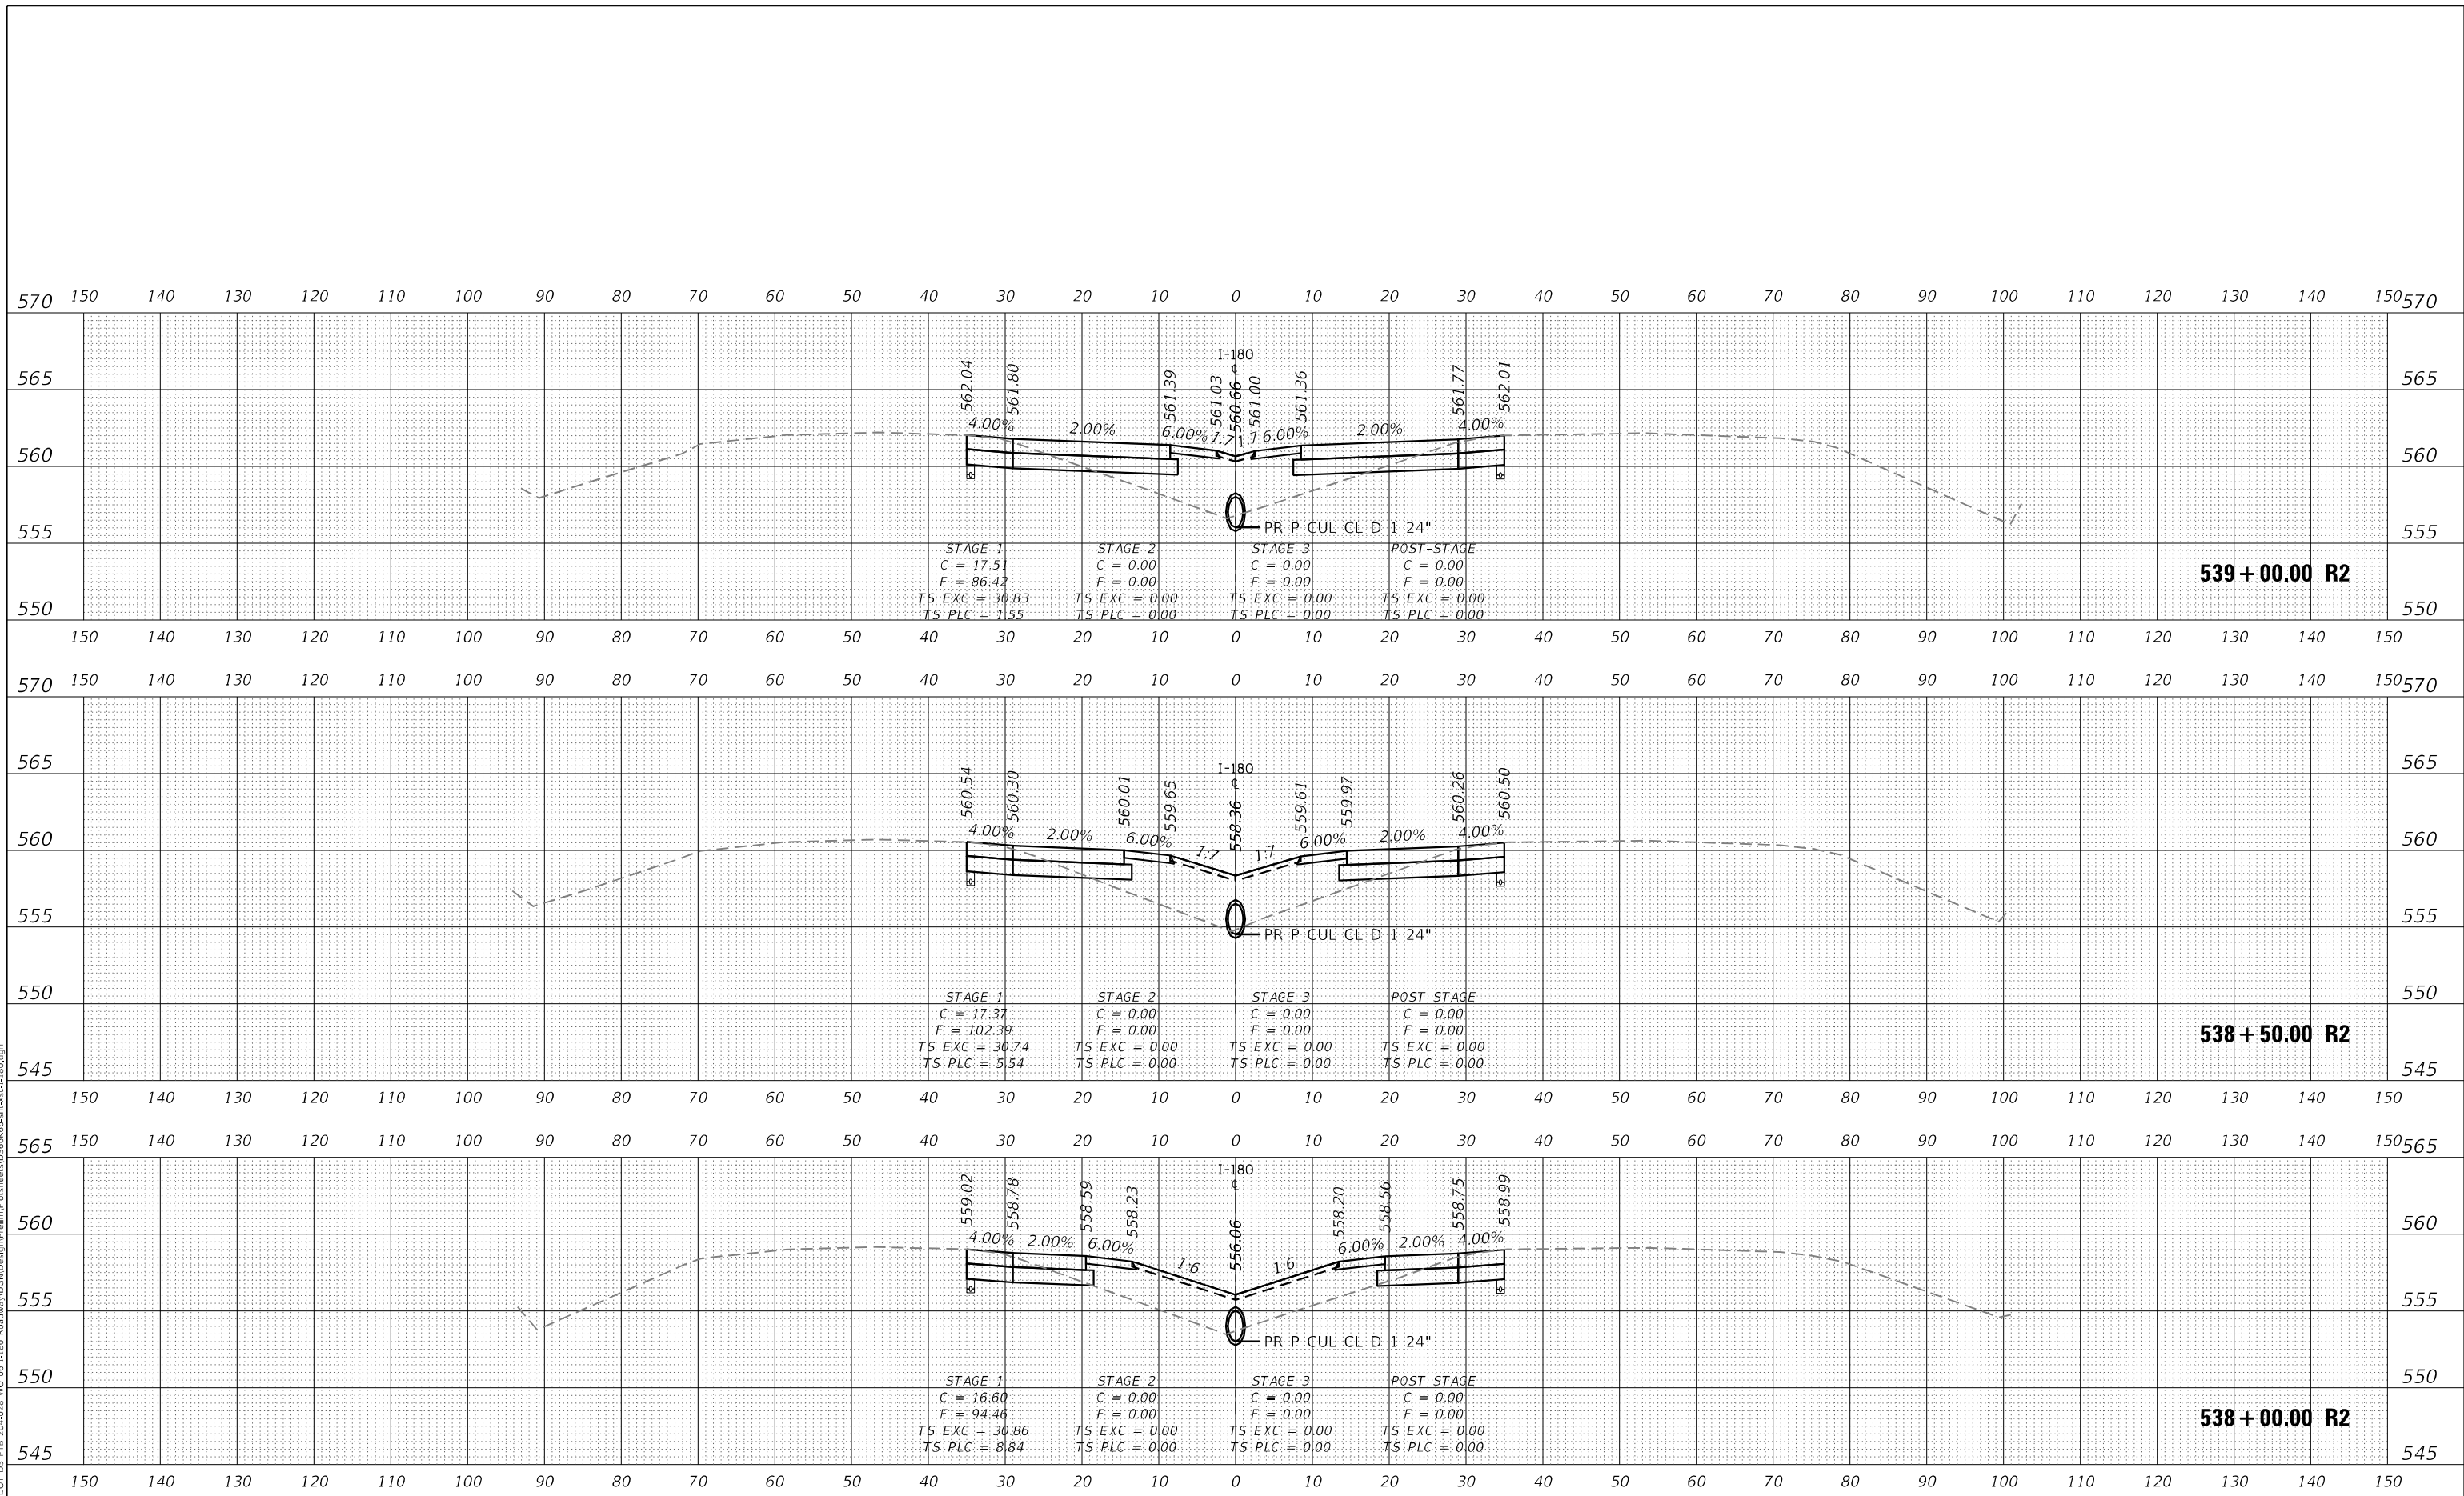 150 140 130 120 110 100 90 80 70 60 50 40 30 20 10 0 10 20 30 40 50 60 70 80 90 100 110 120 130 140 150
570 570
I-180
565 565
562.04 561.80 561.39 561.03 560.66 561.00 561.36 561.77 562.01
4.00% 2.00% 6.00% 1:7 1:7 6.00% 2.00% 4.00%
560 560
PR P CUL CL D 1 24"
555 555
STAGE 1 STAGE 2 STAGE 3 POST-STAGE
C = 17.51 C = 0.00 C = 0.00 C = 0.00
F = 86.42 F = 0.00 F = 0.00 F = 0.00
539+00.00 R2
TS EXC = 30.83 TS EXC = 0.00 TS EXC = 0.00 TS EXC = 0.00
TS PLC = 1.55 TS PLC = 0.00 TS PLC = 0.00 TS PLC = 0.00
550 550
150 140 130 120 110 100 90 80 70 60 50 40 30 20 10 0 10 20 30 40 50 60 70 80 90 100 110 120 130 140 150
150 140 130 120 110 100 90 80 70 60 50 40 30 20 10 0 10 20 30 40 50 60 70 80 90 100 110 120 130 140 150
570 570
565 565
I-180
560.54 560.30 560.01 559.65 558.36 559.61 559.97 560.26 560.50
4.00% 2.00% 6.00% 1:7 1:7 6.00% 2.00% 4.00%
560 560
555 555
PR P CUL CL D 1 24"
550 550
STAGE 1 STAGE 2 STAGE 3 POST-STAGE
C = 17.37 C = 0.00 C = 0.00 C = 0.00
F = 102.39 F = 0.00 F = 0.00 F = 0.00
538+50.00 R2
TS EXC = 30.74 TS EXC = 0.00 TS EXC = 0.00 TS EXC = 0.00
TS PLC = 5.54 TS PLC = 0.00 TS PLC = 0.00 TS PLC = 0.00
545 545
150 140 130 120 110 100 90 80 70 60 50 40 30 20 10 0 10 20 30 40 50 60 70 80 90 100 110 120 130 140 150
150 140 130 120 110 100 90 80 70 60 50 40 30 20 10 0 10 20 30 40 50 60 70 80 90 100 110 120 130 140 150
565 565
I-180
559.02 558.78 558.59 558.23 556.06 558.20 558.56 558.75 558.99
560 560
4.00% 2.00% 6.00% 1:6 1:6 6.00% 2.00% 4.00%
555 555
PR P CUL CL D 1 24"
550 550
STAGE 1 STAGE 2 STAGE 3 POST-STAGE
C = 16.60 C = 0.00 C = 0.00 C = 0.00
F = 94.46 F = 0.00 F = 0.00 F = 0.00
538+00.00 R2
TS EXC = 30.86 TS EXC = 0.00 TS EXC = 0.00 TS EXC = 0.00
TS PLC = 8.84 TS PLC = 0.00 TS PLC = 0.00 TS PLC = 0.00
545 545
150 140 130 120 110 100 90 80 70 60 50 40 30 20 10 0 10 20 30 40 50 60 70 80 90 100 110 120 130 140 150